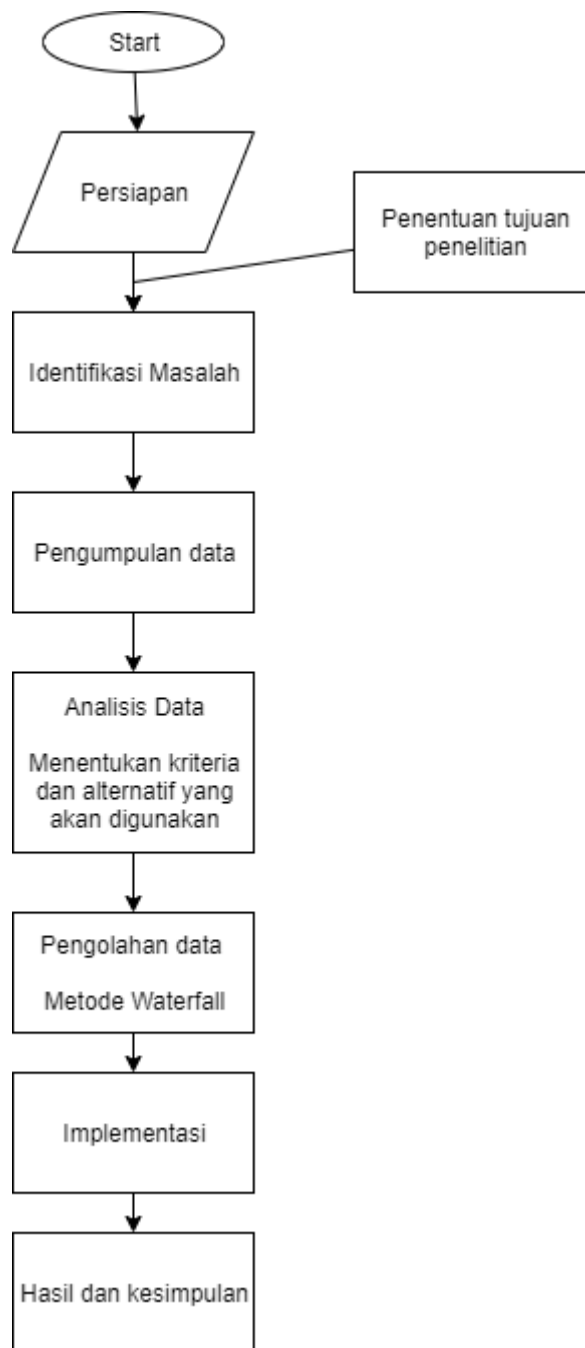 Start
Persiapan
Penentuan tujuan
penelitian
Identifikasi Masalah
Pengumpulan data
Analisis Data
Menentukan kriteria
dan alternatif yang
akan digunakan
Pengolahan data
Metode Waterfall
Implementasi
Hasil dan kesimpulan